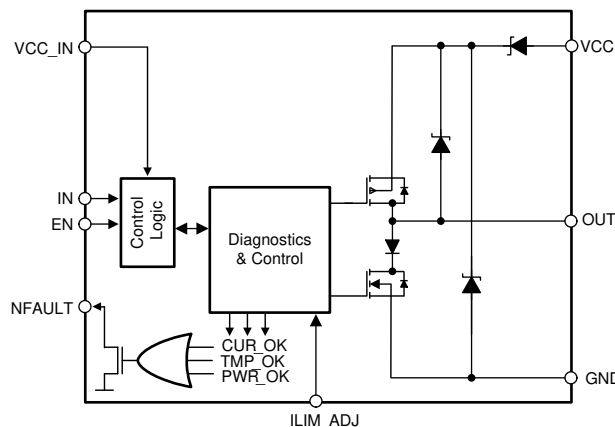 VCC_IN
VCC
IN
EN
Control
Logic
Diagnostics
& Control
OUT
NFAULT
CUR_OK
TMP_OK
PWR_OK
GND
ILIM_ADJ